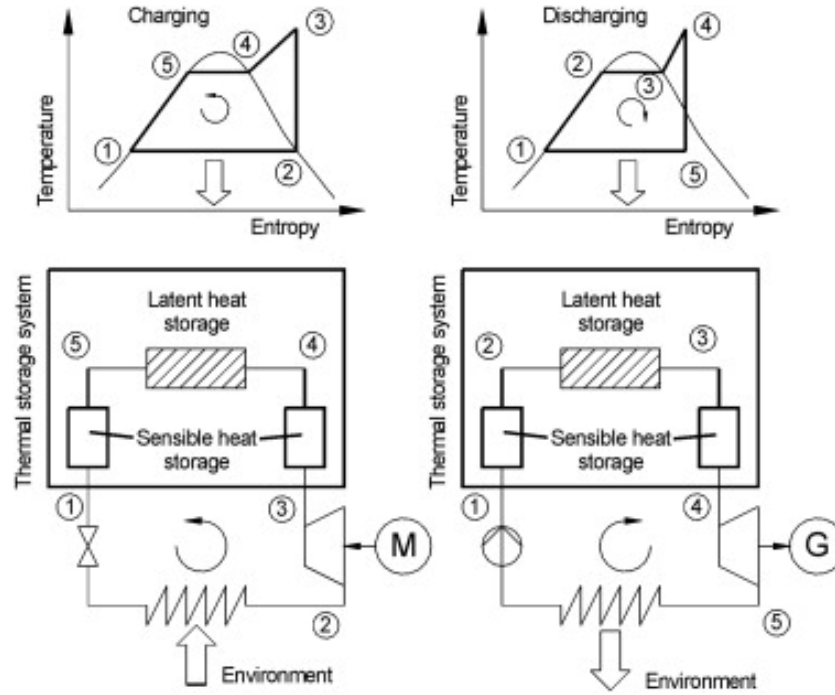 Charging
Temperature
Entropy
①
②
③
④
⑤
Discharging
Temperature
Entropy
①
②
③
④
⑤
Thermal storage system
Latent heat
storage
⑤
④
Sensible heat
storage
①
③
M
②
Environment
Thermal storage system
Latent heat
storage
②
③
Sensible heat
storage
①
④
G
⑤
Environment